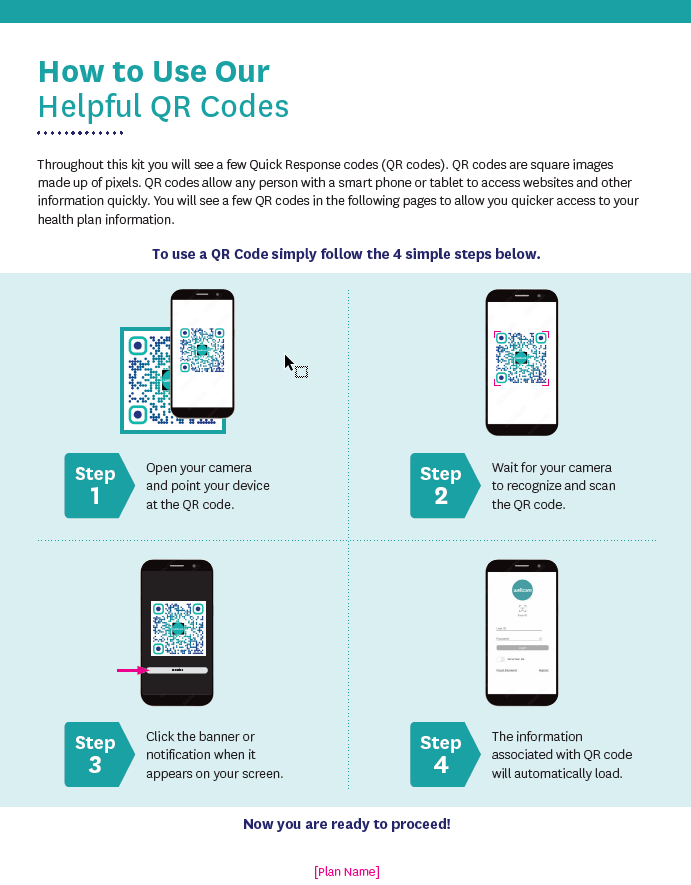 How to Use Our
Helpful QR Codes
Throughout this kit you will see a few Quick Response codes (QR codes). QR codes are square images
made up of pixels. QR codes allow any person with a smart phone or tablet to access websites and other
information quickly. You will see a few QR codes in the following pages to allow you quicker access to your
health plan information.
To use a QR Code simply follow the 4 simple steps below.
Step
1
Open your camera
and point your device
at the QR code.
Step
2
Wait for your camera
to recognize and scan
the QR code.
wellcare
Step
3
Click the banner or
notification when it
appears on your screen.
Step
4
The information
associated with QR code
will automatically load.
Now you are ready to proceed!
[Plan Name]